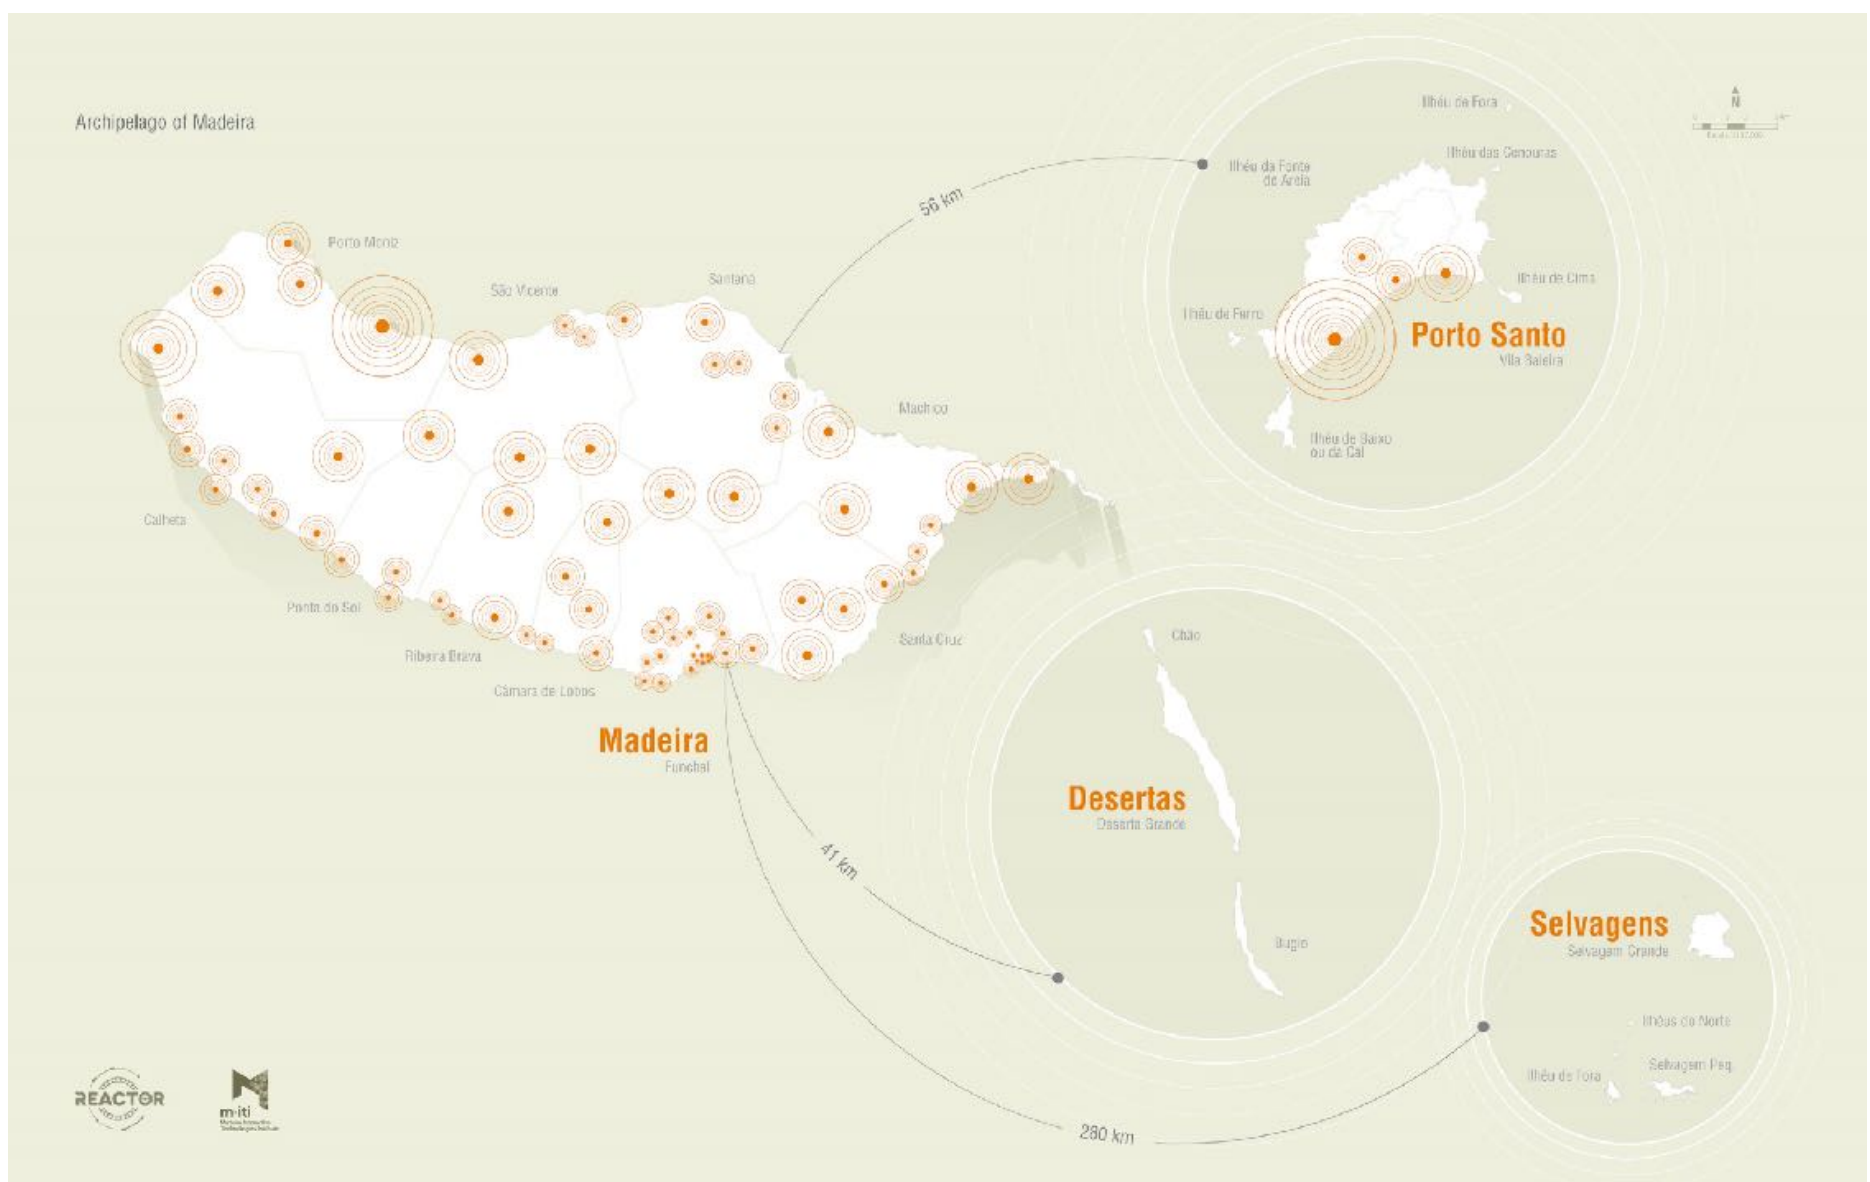 Archipelago of Madeira
Porto Moniz
São Vicente
Santana
Machico
Calheta
Ponta do Sol
Ribeira Brava
Câmara de Lobos
Santa Cruz
Madeira
Funchal
56 km
41 km
280 km
N
Ilhéu de Fora
Ilhéu das Cenouras
Ilhéu da Fonte
de Areia
Ilhéu de Cima
Ilhéu de Ferro
Porto Santo
Vila Baleira
Ilhéu de Baixo
ou da Cal
Chão
Desertas
Deserta Grande
Bugio
Selvagens
Selvagem Grande
Ilhéus do Norte
Selvagem Peq.
Ilhéu de Fora
REACTOR
m-iti